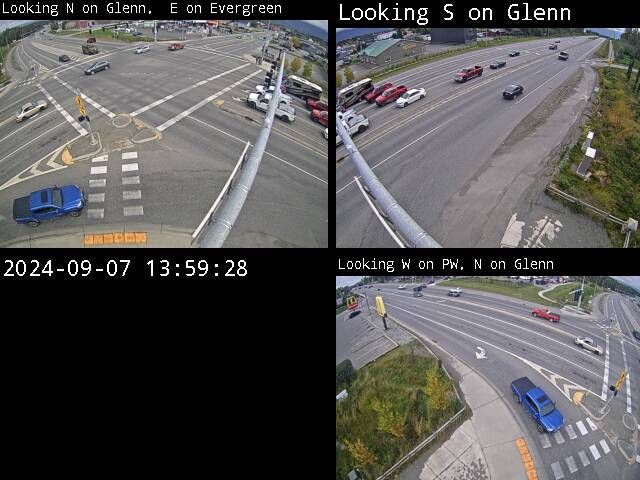 Looking N on Glenn,  E on Evergreen
Looking S on Glenn
2024-09-07 13:59:28
Looking W on PW, N on Glenn